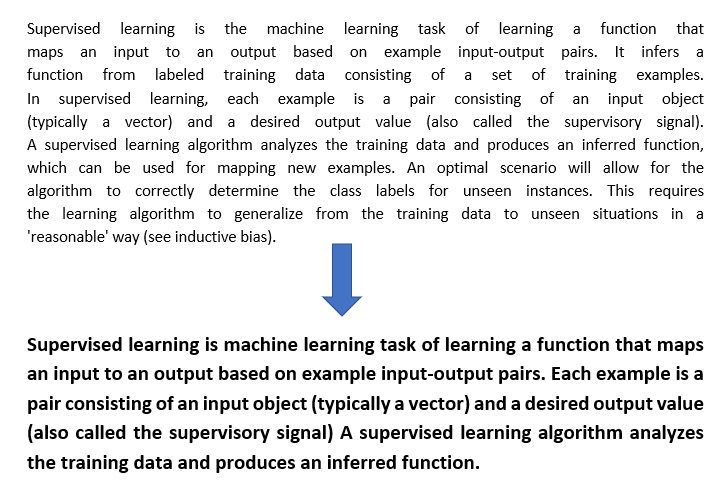 Supervised learning is the machine learning task of learning a function that
maps an input to an output based on example input-output pairs. It infers a
function from labeled training data consisting of a set of training examples.
In supervised learning, each example is a pair consisting of an input object
(typically a vector) and a desired output value (also called the supervisory signal).
A supervised learning algorithm analyzes the training data and produces an inferred function,
which can be used for mapping new examples. An optimal scenario will allow for the
algorithm to correctly determine the class labels for unseen instances. This requires
the learning algorithm to generalize from the training data to unseen situations in a
'reasonable' way (see inductive bias).
Supervised learning is machine learning task of learning a function that maps
an input to an output based on example input-output pairs. Each example is a
pair consisting of an input object (typically a vector) and a desired output value
(also called the supervisory signal) A supervised learning algorithm analyzes
the training data and produces an inferred function.